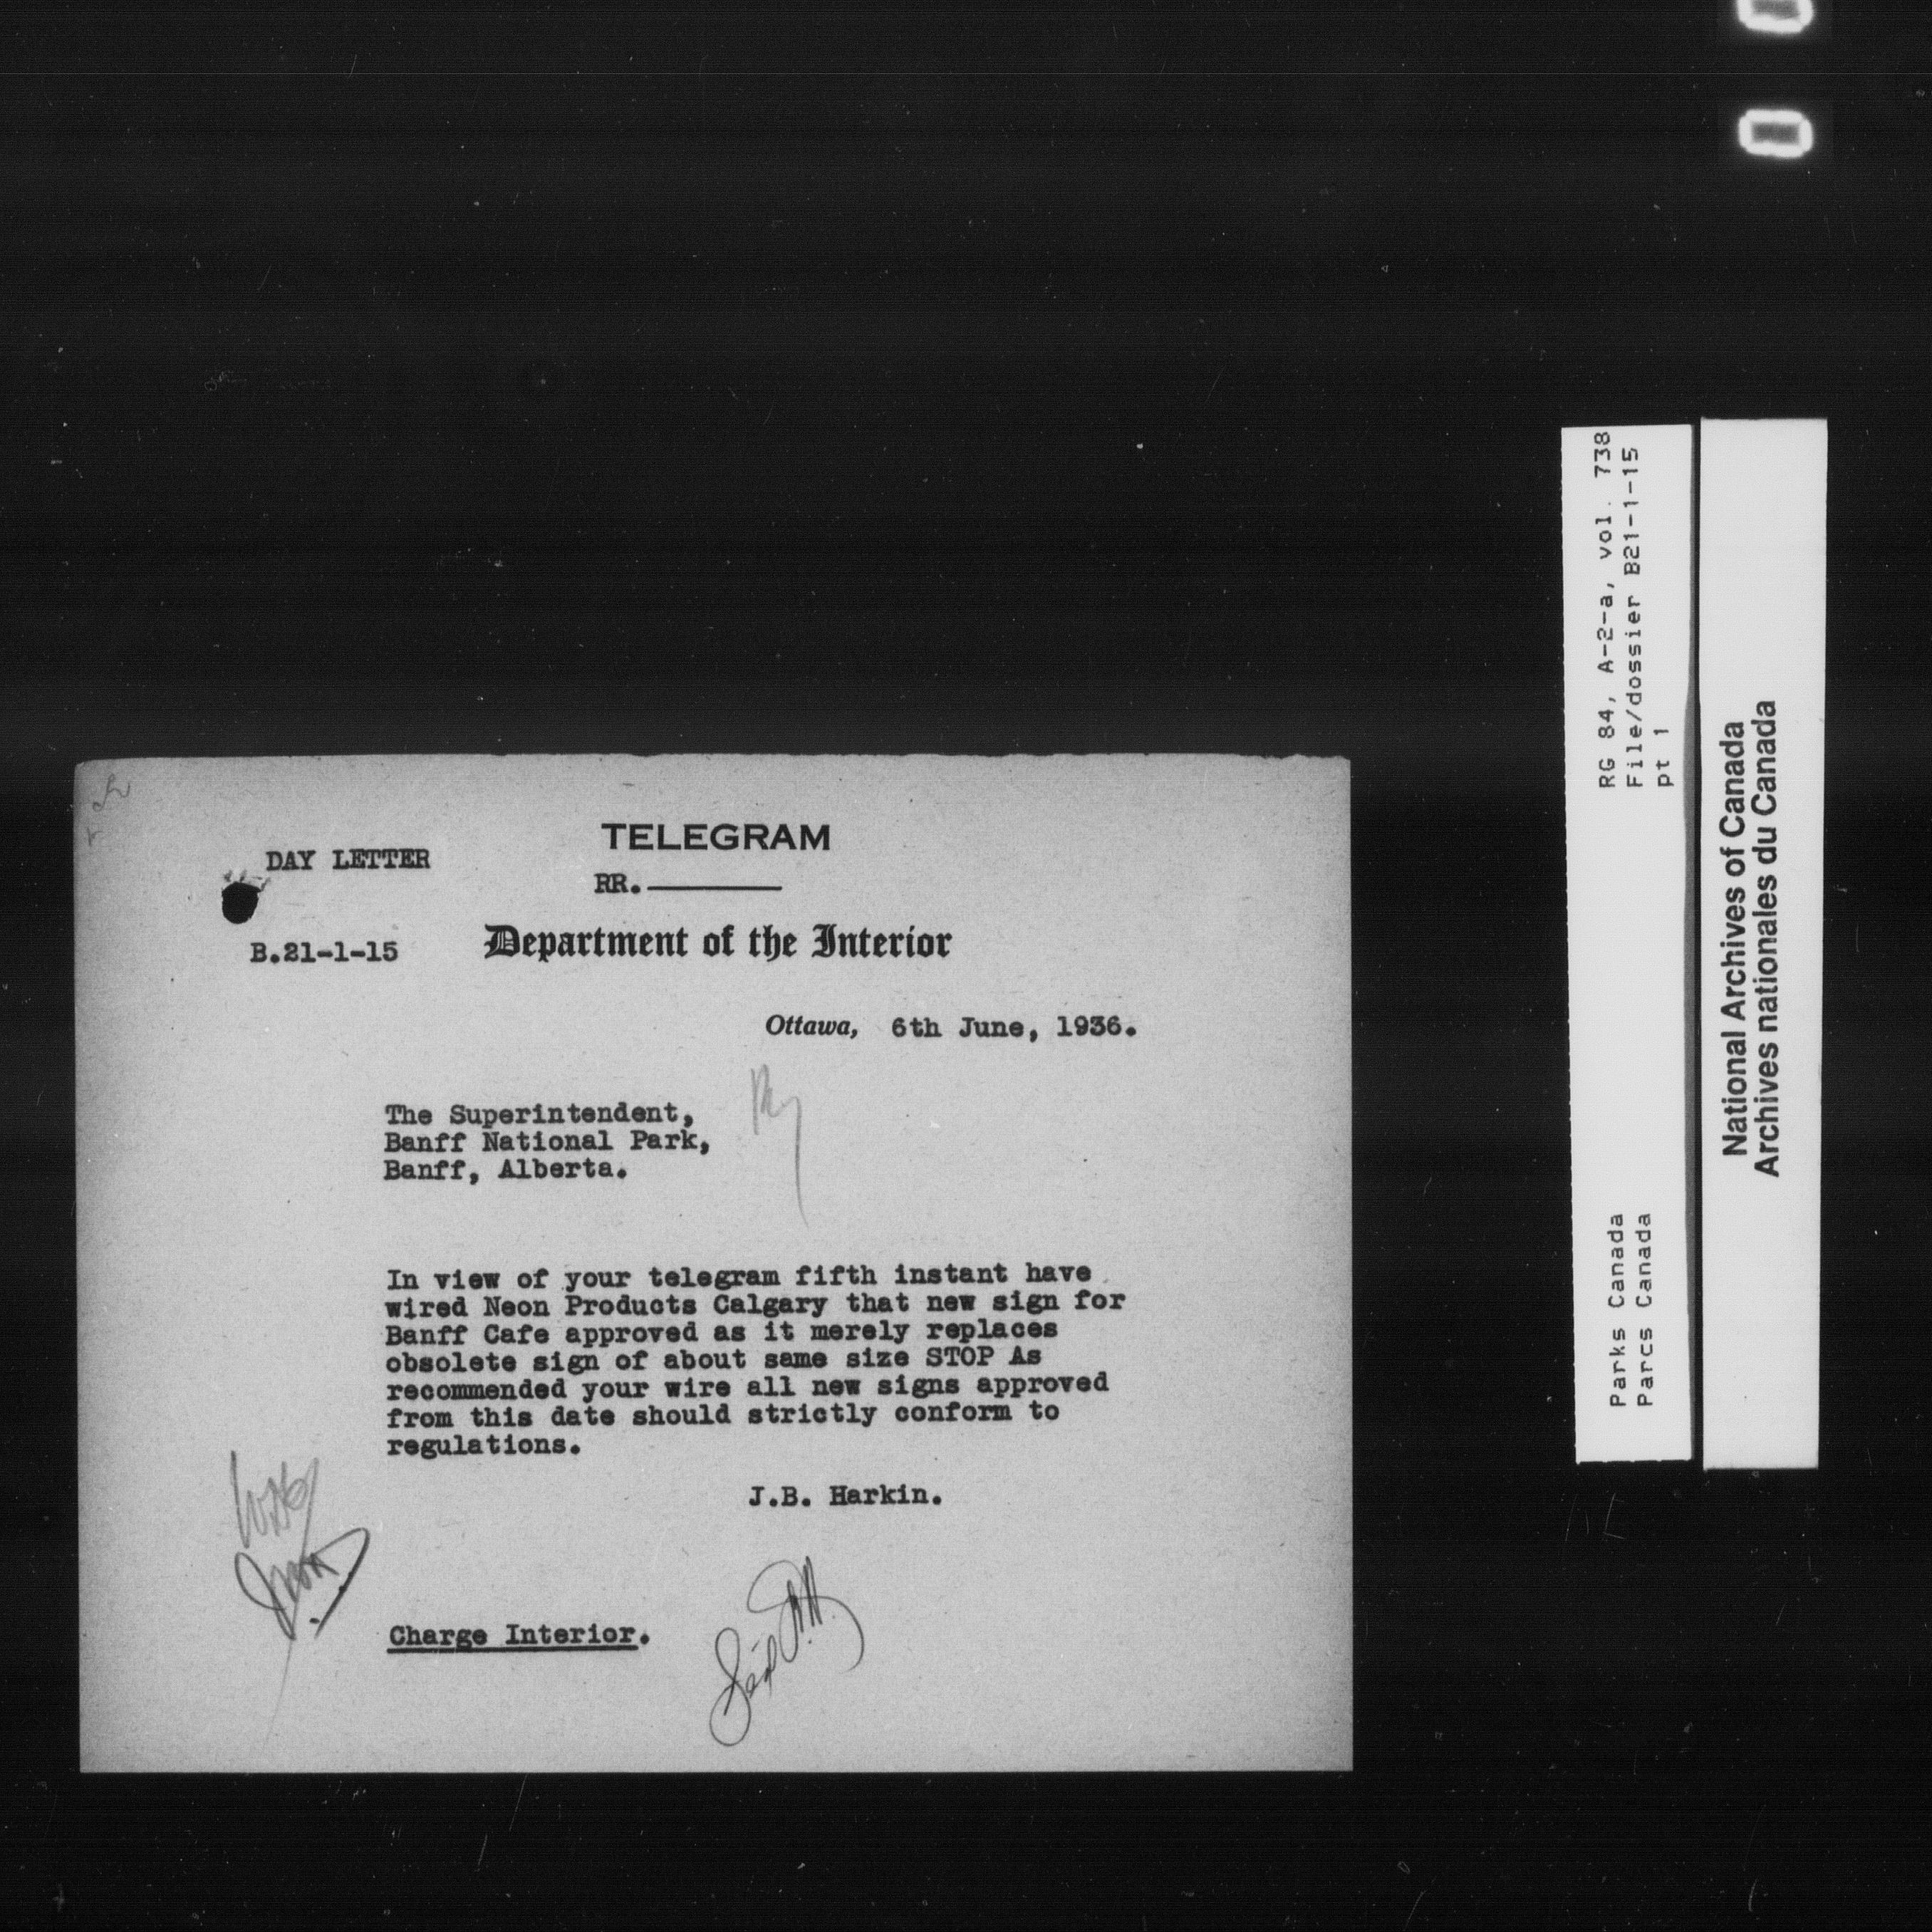 TELEGRAM
DAY LETTER
RR.
B.21-1-15
Department of the Interior
Ottawa, 6th June, 1936.
The Superintendent,
Banff National Park,
Banff, Alberta.
In view of your telegram fifth instant have
wired Neon Products Calgary that new sign for
Banff Cafe approved as it merely replaces
obsolete sign of about same size STOP As
recommended your wire all new signs approved
from this date should strictly conform to
regulations.
J.B. Harkin.
Charge Interior.
RG 84, A-2-a, vol. 738
File/dossier B21-1-15
pt 1
Parks Canada
Parcs Canada
National Archives of Canada
Archives nationales du Canada